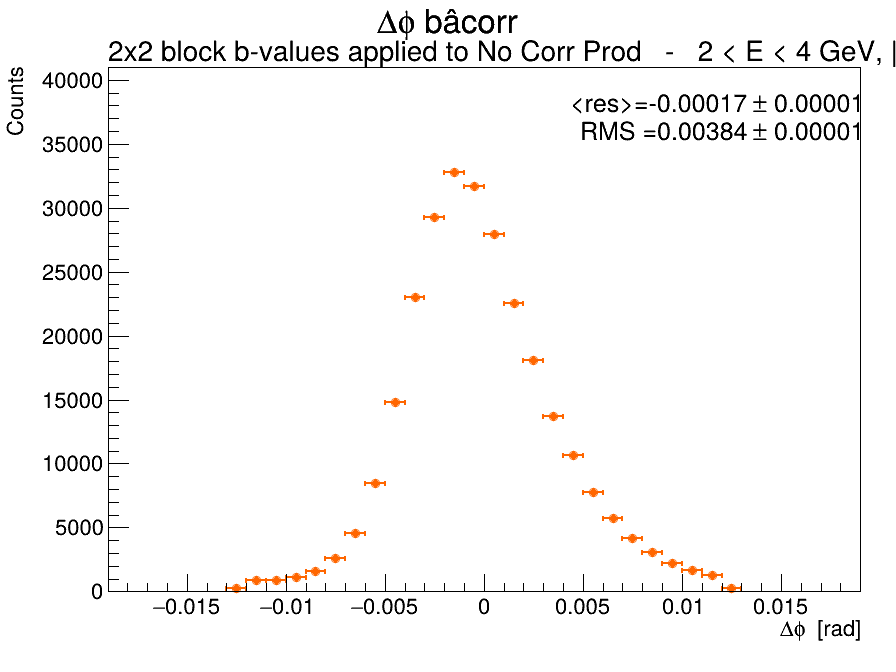 Δϕ bâcorr
2x2 block b-values applied to No Corr Prod - 2 < E < 4 GeV, |
Counts
<res>=-0.00017 ± 0.00001
RMS =0.00384 ± 0.00001
40000
35000
30000
25000
20000
15000
10000
5000
0
−0.015 −0.01 −0.005 0 0.005 0.01 0.015
Δϕ [rad]